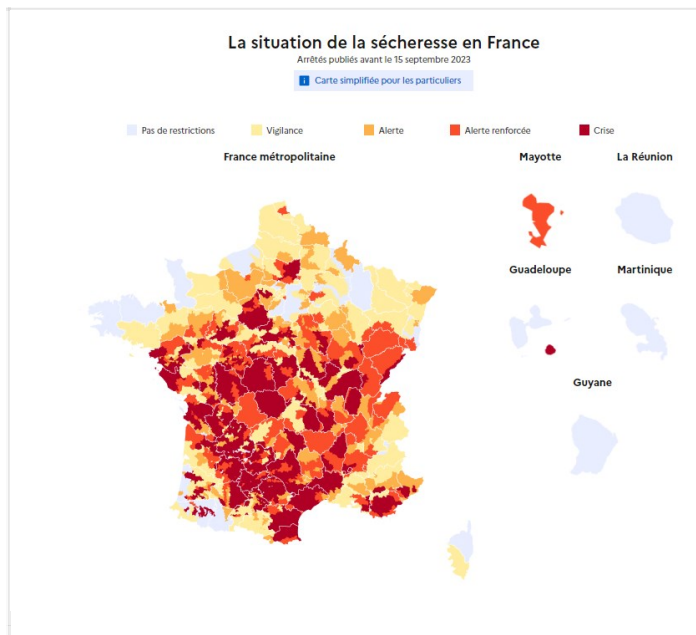 La situation de la sécheresse en France
Arrêtés publiés avant le 15 septembre 2023
i Carte simplifiée pour les particuliers
Pas de restrictions Vigilance Alerte Alerte renforcée Crise
France métropolitaine Mayotte La Réunion
Guadeloupe Martinique
Guyane